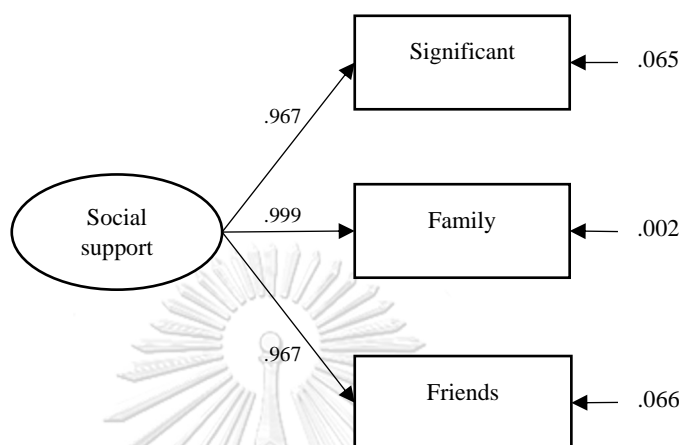 Significant
.065
.967
Social
support
.999
Family
.002
.967
Friends
.066